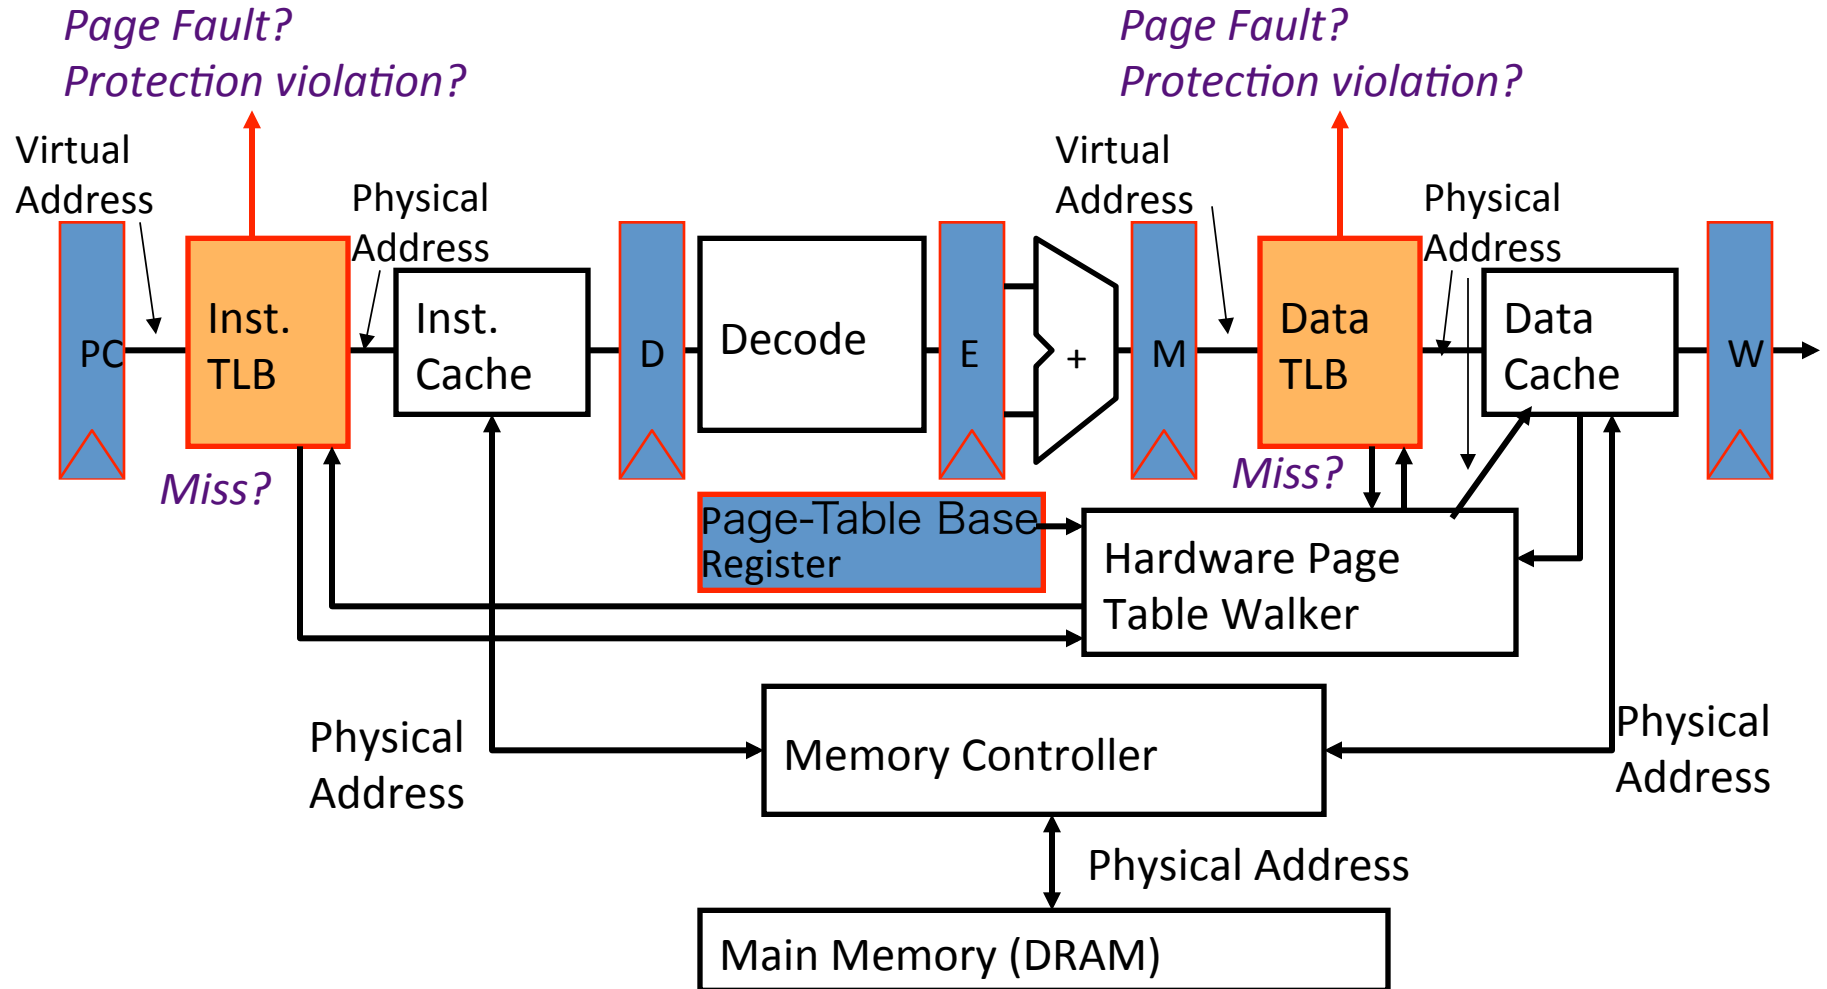 Page Fault?
Protection violation?
Page Fault?
Protection violation?
Virtual
Address
Physical
Address
Virtual
Address
Physical
Address
PC
Inst.
TLB
Inst.
Cache
D
Decode
E
+
M
Data
TLB
Data
Cache
W
Miss?
Miss?
Page-Table Base
Register
Hardware Page
Table Walker
Physical
Address
Memory Controller
Physical
Address
Physical Address
Main Memory (DRAM)